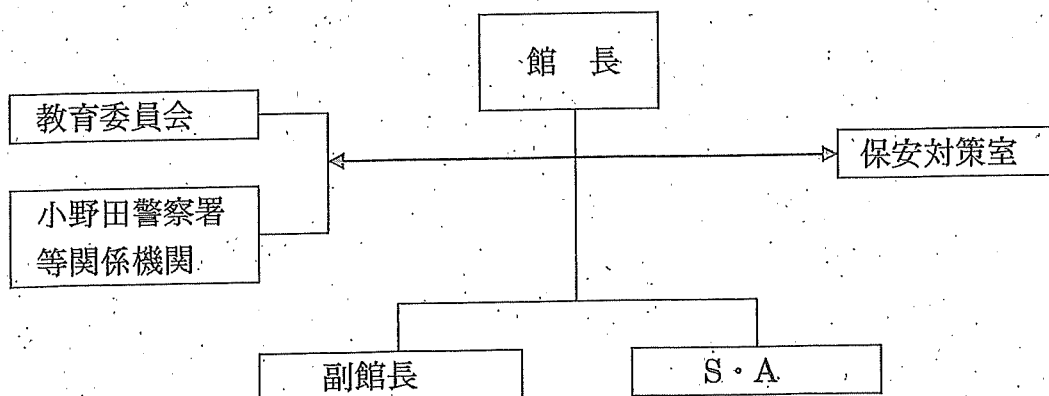 館 長
教育委員会
保安対策室
小野田警察署
等関係機関
副館長
S・A